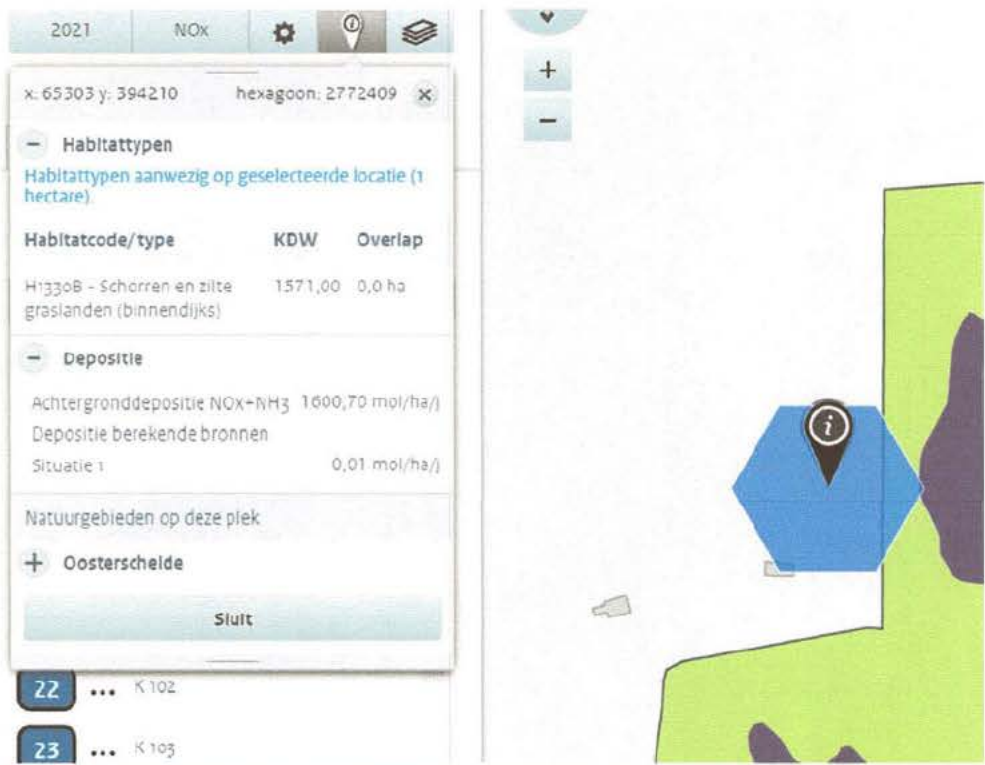 2021 NOx
x: 65303 y: 394210 hexagoon: 2772409 ×
− Habitattypen
Habitattypen aanwezig op geselecteerde locatie (1
hectare).
Habitatcode/type KDW Overlap
H1330B - Schorren en zilte 1571,00 0,0 ha
graslanden (binnendijks)
− Depositie
Achtergronddepositie NOx+NH3 1600,70 mol/ha/j
Depositie berekende bronnen
Situatie 1 0,01 mol/ha/j
Natuurgebieden op deze plek
+ Oosterschelde
Sluit
22 ... K 102
23 ... K 103
+
−
i